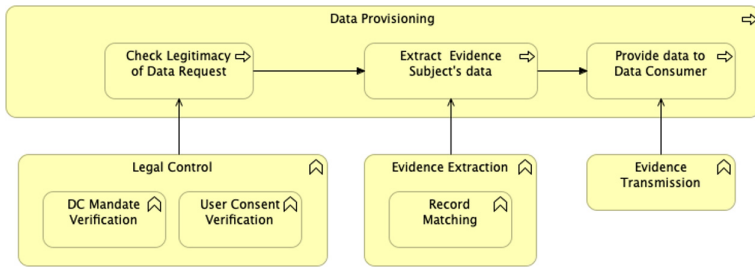 Data Provisioning
Check Legitimacy
of Data Request
Extract Evidence
Subject's data
Provide data to
Data Consumer
Legal Control
DC Mandate
Verification
User Consent
Verification
Evidence Extraction
Record
Matching
Evidence
Transmission